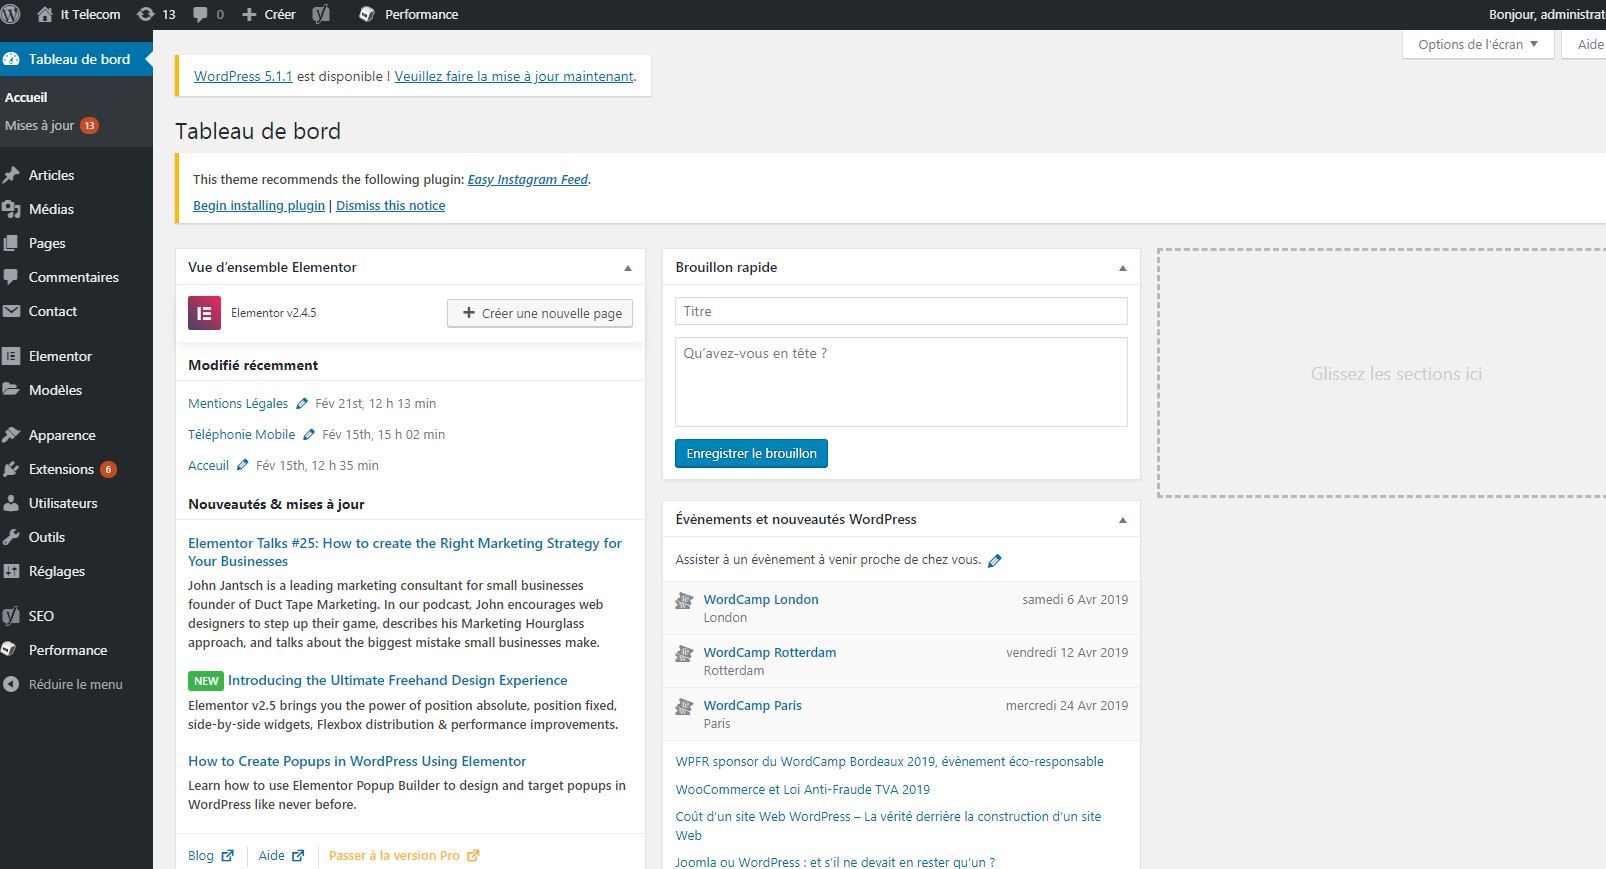 It Telecom 13 0 Créer Performance Bonjour, administrat
Tableau de bord
Accueil
Mises à jour 13
Articles
Médias
Pages
Commentaires
Contact
Elementor
Modèles
Apparence
Extensions 6
Utilisateurs
Outils
Réglages
SEO
Performance
Réduire le menu
Options de l'écran ▼ Aide
WordPress 5.1.1 est disponible ! Veuillez faire la mise à jour maintenant.
Tableau de bord
This theme recommends the following plugin: Easy Instagram Feed.
Begin installing plugin | Dismiss this notice
Vue d’ensemble Elementor
Elementor v2.4.5
Créer une nouvelle page
Modifié récemment
Mentions Légales Fév 21st, 12 h 13 min
Téléphonie Mobile Fév 15th, 15 h 02 min
Acceuil Fév 15th, 12 h 35 min
Nouveautés & mises à jour
Elementor Talks #25: How to create the Right Marketing Strategy for
Your Businesses
John Jantsch is a leading marketing consultant for small businesses
founder of Duct Tape Marketing. In our podcast, John encourages web
designers to step up their game, describes his Marketing Hourglass
approach, and talks about the biggest mistake small businesses make.
NEW Introducing the Ultimate Freehand Design Experience
Elementor v2.5 brings you the power of position absolute, position fixed,
side-by-side widgets, Flexbox distribution & performance improvements.
How to Create Popups in WordPress Using Elementor
Learn how to use Elementor Popup Builder to design and target popups in
WordPress like never before.
Blog Aide Passer à la version Pro
Brouillon rapide
Titre
Qu’avez-vous en tête ?
Enregistrer le brouillon
Évènements et nouveautés WordPress
Assister à un évènement à venir proche de chez vous.
WordCamp London samedi 6 Avr 2019
London
WordCamp Rotterdam vendredi 12 Avr 2019
Rotterdam
WordCamp Paris mercredi 24 Avr 2019
Paris
WPFR sponsor du WordCamp Bordeaux 2019, évènement éco-responsable
WooCommerce et Loi Anti-Fraude TVA 2019
Coût d’un site Web WordPress – La vérité derrière la construction d’un site
Web
Joomla ou WordPress : et s’il ne devait en rester qu’un ?
Glissez les sections ici